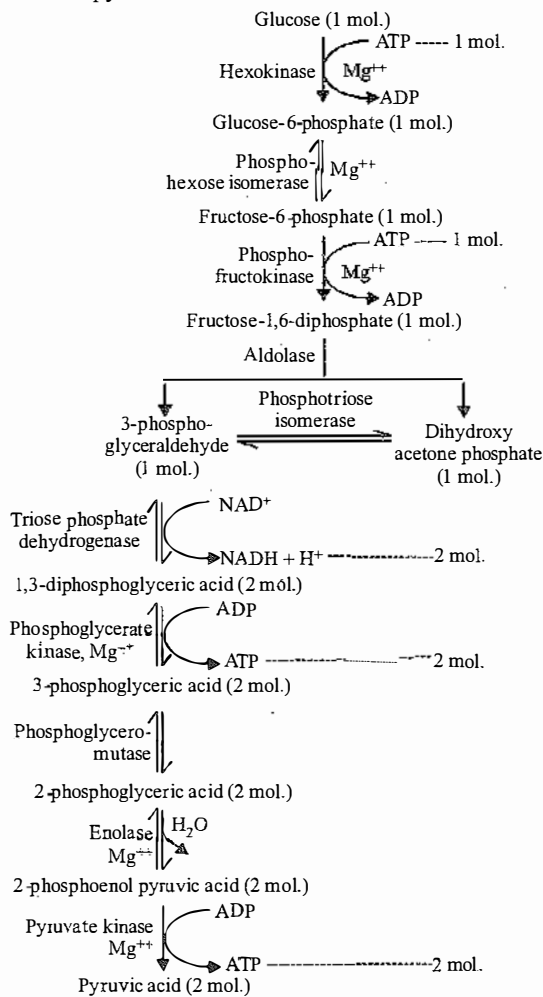 Glucose (1 mol.)
ATP ----- 1 mol.
Hexokinase Mg⁺⁺
ADP
Glucose-6-phosphate (1 mol.)
Phospho-
hexose isomerase Mg⁺⁺
Fructose-6-phosphate (1 mol.)
ATP ----- 1 mol.
Phospho-
fructokinase Mg⁺⁺
ADP
Fructose-1,6-diphosphate (1 mol.)
Aldolase
Phosphotriose
isomerase
3-phospho-
glyceraldehyde
(1 mol.)
Dihydroxy
acetone phosphate
(1 mol.)
NAD⁺
Triose phosphate
dehydrogenase
NADH + H⁺ ----- 2 mol.
1,3-diphosphoglyceric acid (2 mol.)
ADP
Phosphoglycerate
kinase, Mg⁻⁺
ATP ----- 2 mol.
3-phosphoglyceric acid (2 mol.)
Phosphoglycero-
mutase
2-phosphoglyceric acid (2 mol.)
Enolase H₂O
Mg⁺⁺
2-phosphoenol pyruvic acid (2 mol.)
ADP
Pyruvate kinase
Mg⁺⁺
ATP ----- 2 mol.
Pyruvic acid (2 mol.)